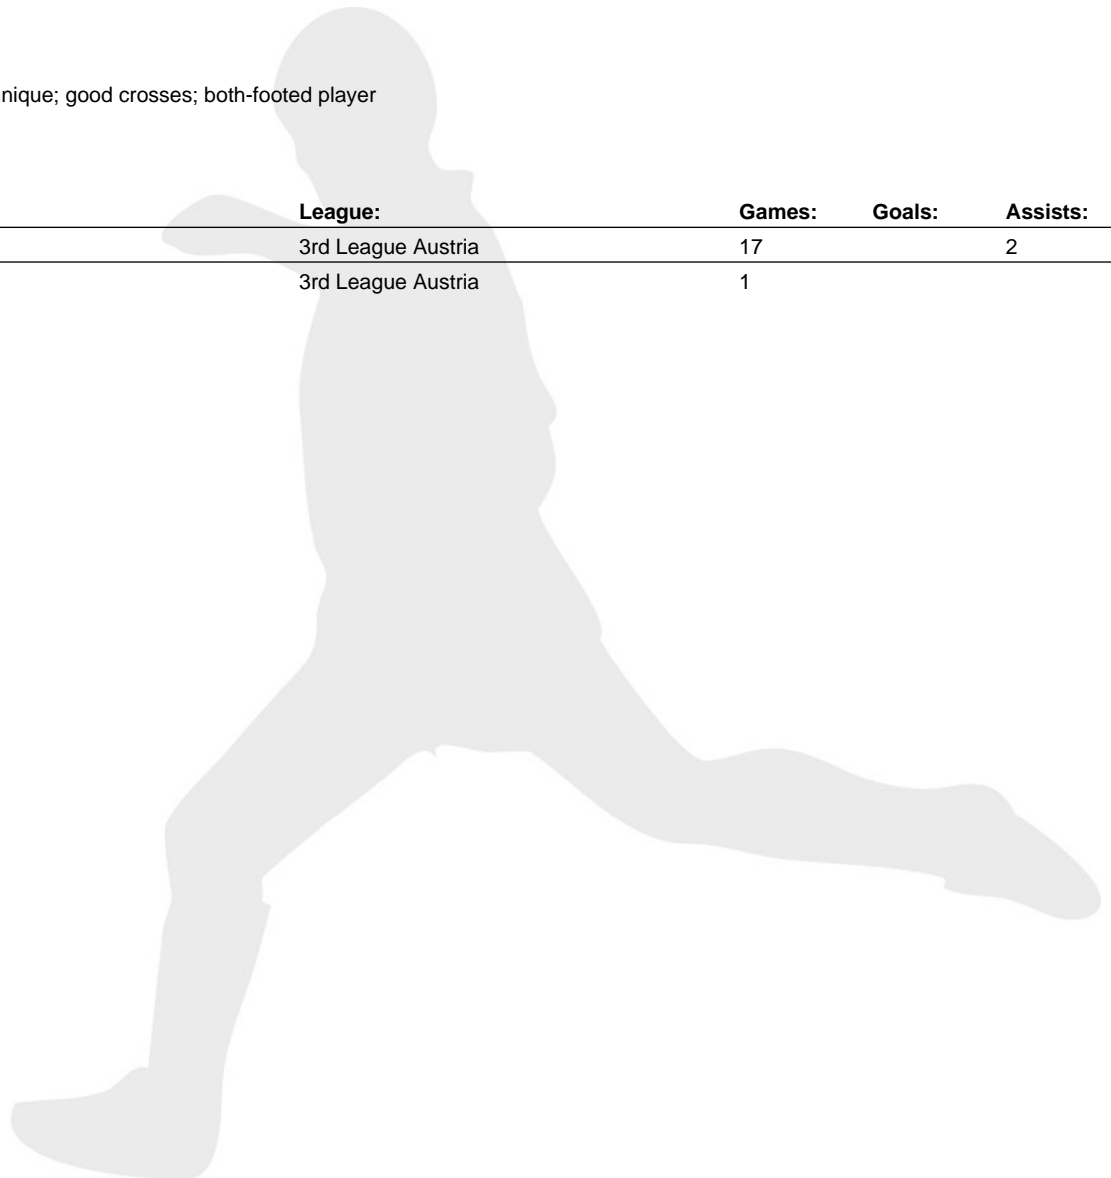 nique; good crosses; both-footed player
League: Games: Goals: Assists:
3rd League Austria 17 2
3rd League Austria 1